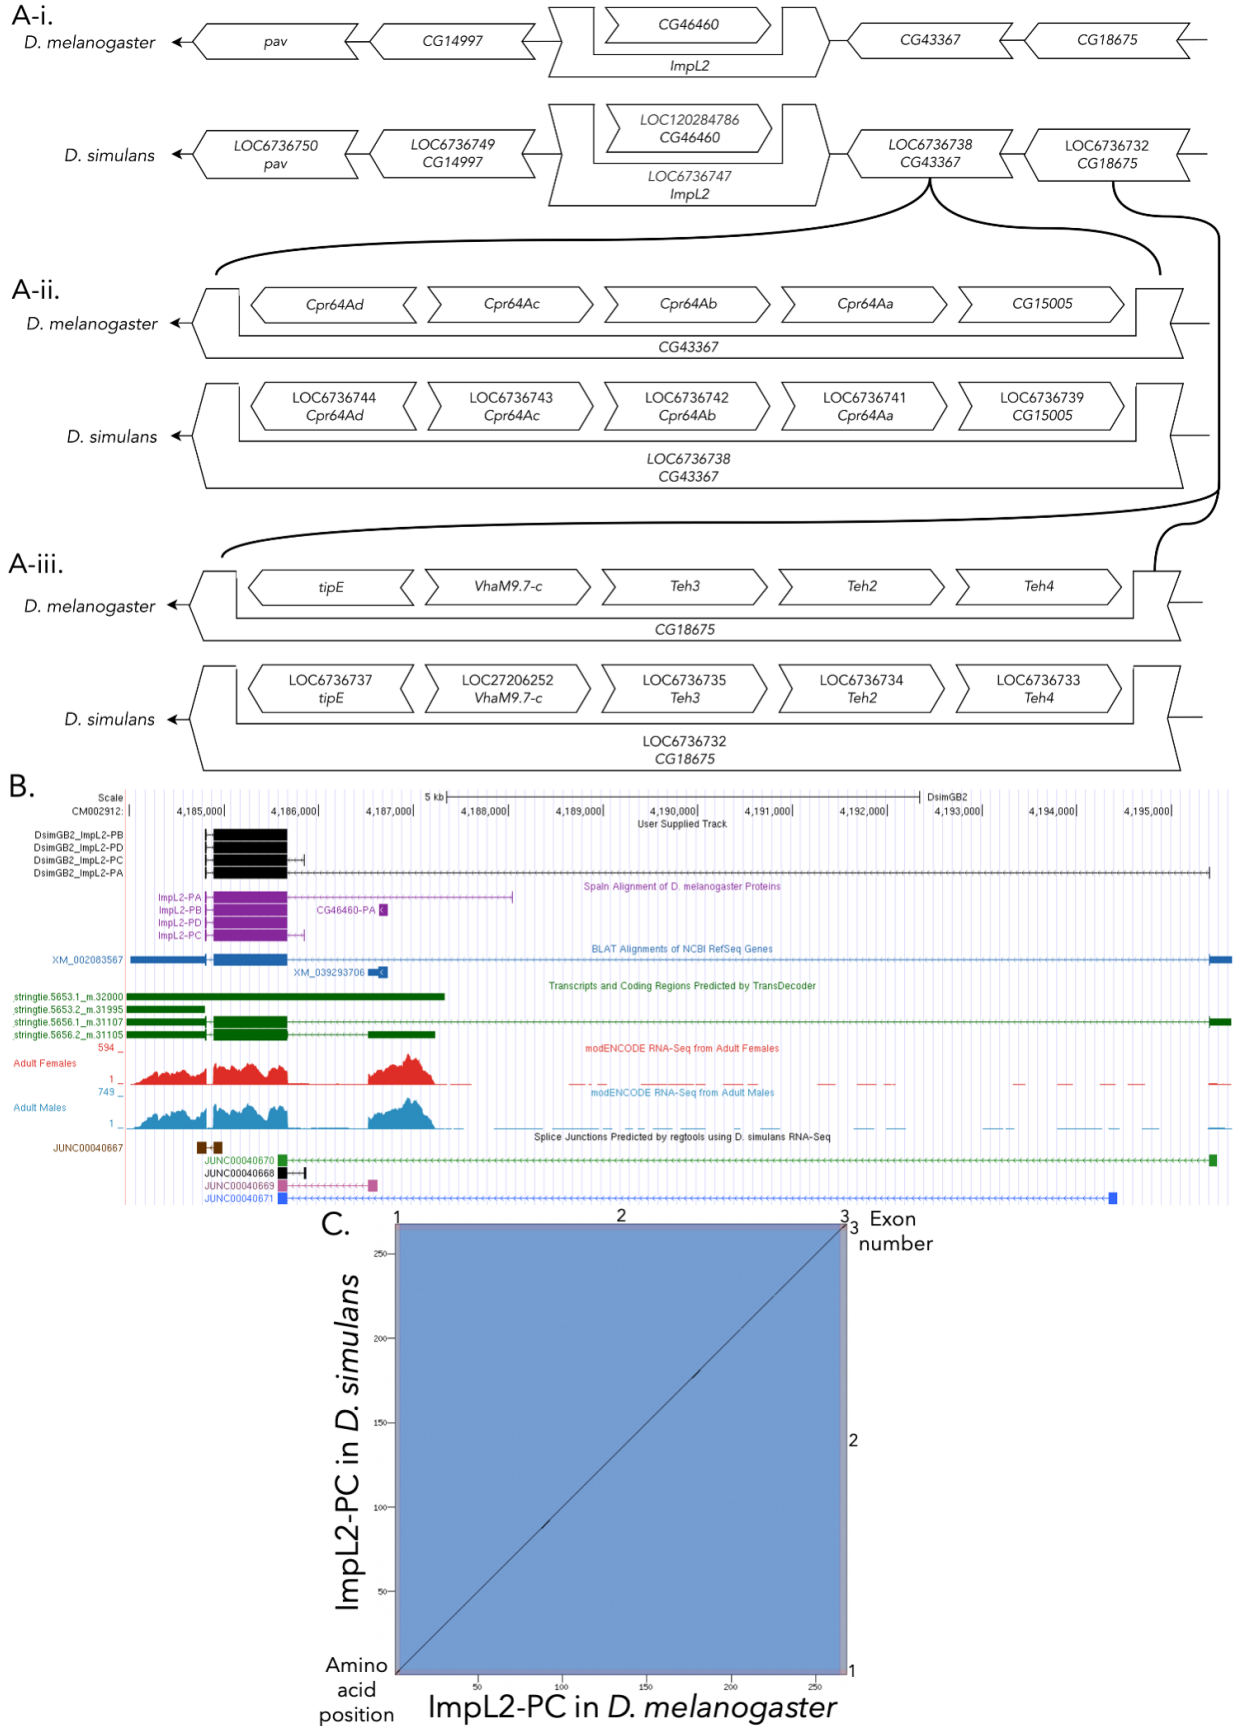 A-i.
D. melanogaster
pav
CG14997
CG46460
ImpL2
CG43367
CG18675
D. simulans
LOC6736750
pav
LOC6736749
CG14997
LOC120284786
CG46460
LOC6736747
ImpL2
LOC6736738
CG43367
LOC6736732
CG18675
A-ii.
D. melanogaster
Cpr64Ad
Cpr64Ac
Cpr64Ab
Cpr64Aa
CG15005
CG43367
D. simulans
LOC6736744
Cpr64Ad
LOC6736743
Cpr64Ac
LOC6736742
Cpr64Ab
LOC6736741
Cpr64Aa
LOC6736739
CG15005
LOC6736738
CG43367
A-iii.
D. melanogaster
tipE
VhaM9.7-c
Teh3
Teh2
Teh4
CG18675
D. simulans
LOC6736737
tipE
LOC27206252
VhaM9.7-c
LOC6736735
Teh3
LOC6736734
Teh2
LOC6736733
Teh4
LOC6736732
CG18675
B.
Scale 5 kb DsimGB2
CM002912: 4,185,000 4,186,000 4,187,000 4,188,000 4,189,000 4,190,000 4,191,000 4,192,000 4,193,000 4,194,000 4,195,000
User Supplied Track
DsimGB2_ImpL2-PB
DsimGB2_ImpL2-PD
DsimGB2_ImpL2-PC
DsimGB2_ImpL2-PA
Spaln Alignment of D. melanogaster Proteins
ImpL2-PA
ImpL2-PB CG46460-PA
ImpL2-PD
ImpL2-PC
BLAT Alignments of NCBI RefSeq Genes
XM_002083567
XM_039293706
Transcripts and Coding Regions Predicted by TransDecoder
stringtie.5653.1_m.32000
stringtie.5653.2_m.31995
stringtie.5656.1_m.31107
stringtie.5656.2_m.31105
594 _ modENCODE RNA-Seq from Adult Females
Adult Females
1 _
749 _ modENCODE RNA-Seq from Adult Males
Adult Males
1 _
Splice Junctions Predicted by regtools using D. simulans RNA-Seq
JUNC00040667
JUNC00040670
JUNC00040668
JUNC00040669
JUNC00040671
C.
1 2 3
3
Exon
number
250
200
150
100
50
2
1
ImpL2-PC in D. simulans
Amino
acid
position
50 100 150 200 250
ImpL2-PC in D. melanogaster